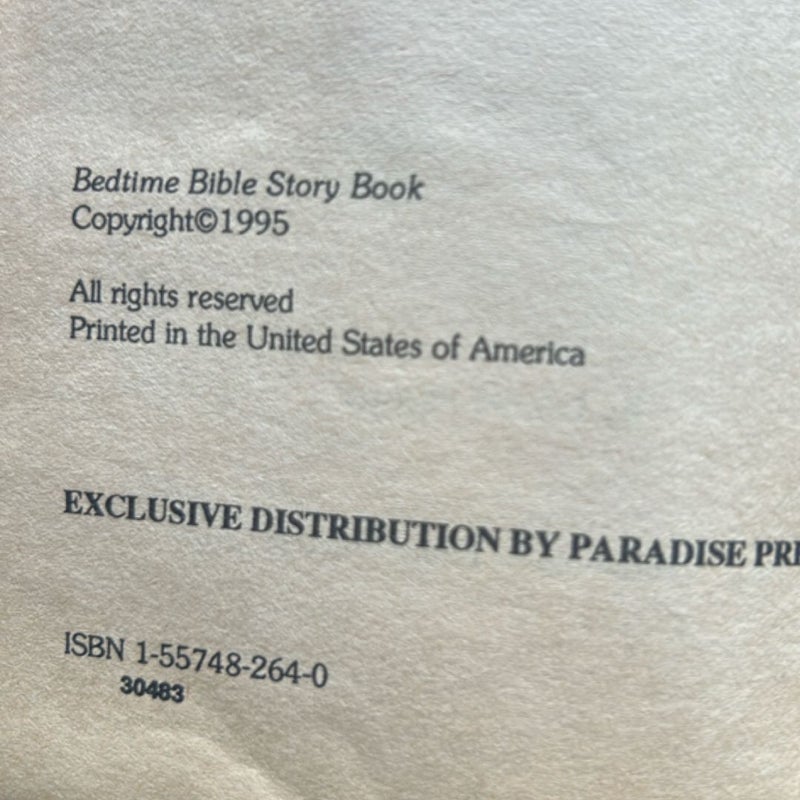 Bedtime Bible Story Book
Copyright©1995
All rights reserved
Printed in the United States of America
EXCLUSIVE DISTRIBUTION BY PARADISE
ISBN 1-55748-264-0
30483